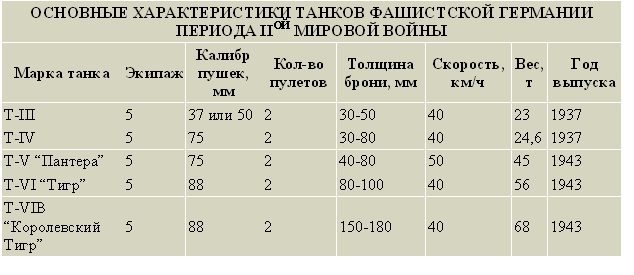 ОСНОВНЫЕ ХАРАКТЕРИСТИКИ ТАНКОВ ФАШИСТСКОЙ ГЕРМАНИИ
ПЕРИОДА ПОЙ МИРОВОЙ ВОЙНЫ
Марка танка Экипаж Калибр пушек, мм Кол-во пулетов Толщина брони, мм Скорость, км/ч Вес, т Год выпуска
Т-III 5 37 или 50 2 30-50 40 23 1937
Т-IV 5 75 2 30-80 40 24,6 1937
Т-V “Пантера” 5 75 2 40-80 50 45 1943
Т-VI “Тигр” 5 88 2 80-100 40 56 1943
Т-VIB “Королевский Тигр” 5 88 2 150-180 40 68 1943